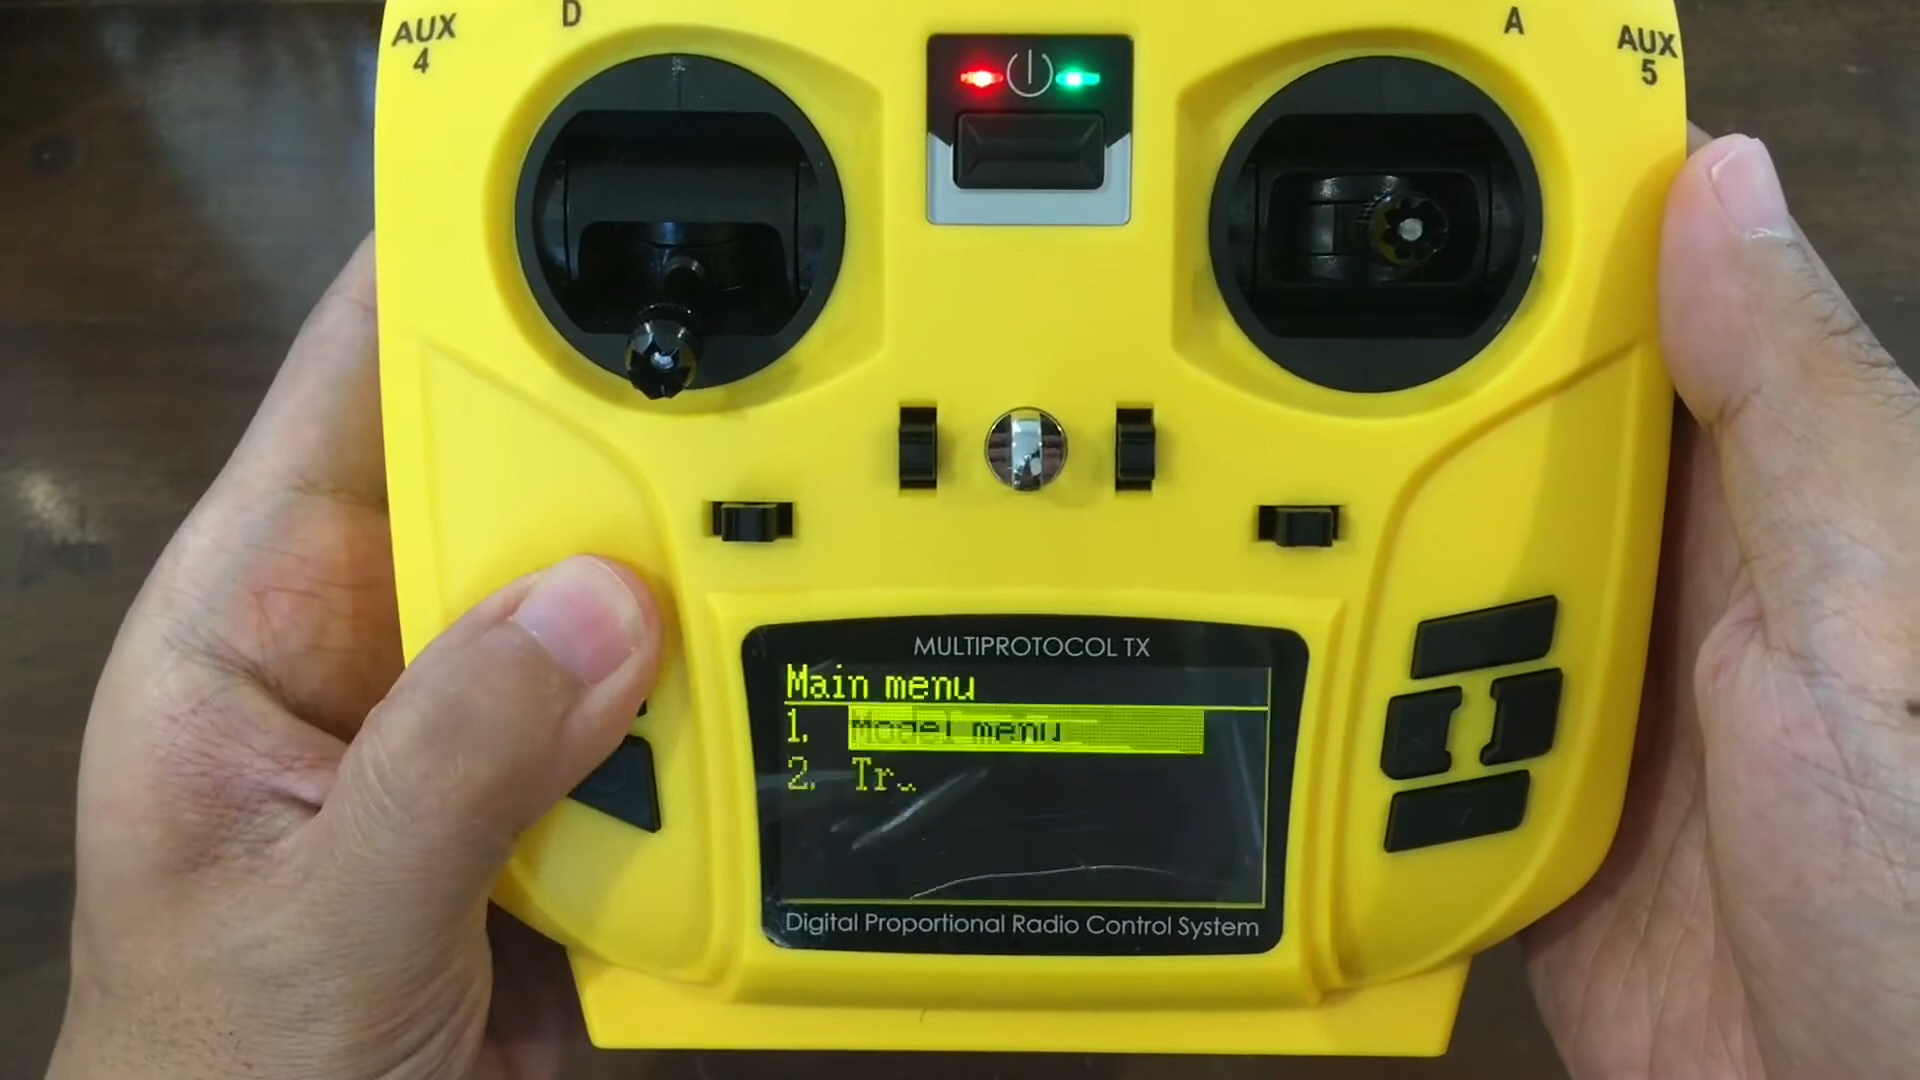 AUX
4
D
A
AUX
5
MULTIPROTOCOL TX
Main menu
1. Model menu
2.
Digital Proportional Radio Control System